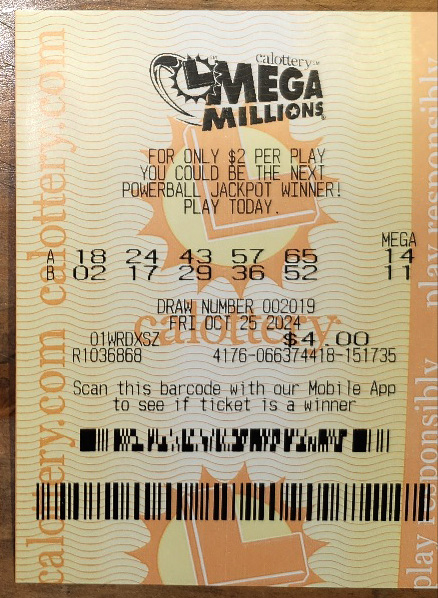 calottery
MEGA
MILLIONS
FOR ONLY $2 PER PLAY
YOU COULD BE THE NEXT
POWERBALL JACKPOT WINNER!
PLAY TODAY.
MEGA
A 18 24 43 57 65 14
B 02 17 29 36 52 11
DRAW NUMBER 002019
FRI OCT 25 2024
01WRDXSZ $4.00
R1036868 4176-066374418-151735
Scan this barcode with our Mobile App
to see if ticket is a winner
calottery
calottery.com calottery.com
play responsibly play responsibly